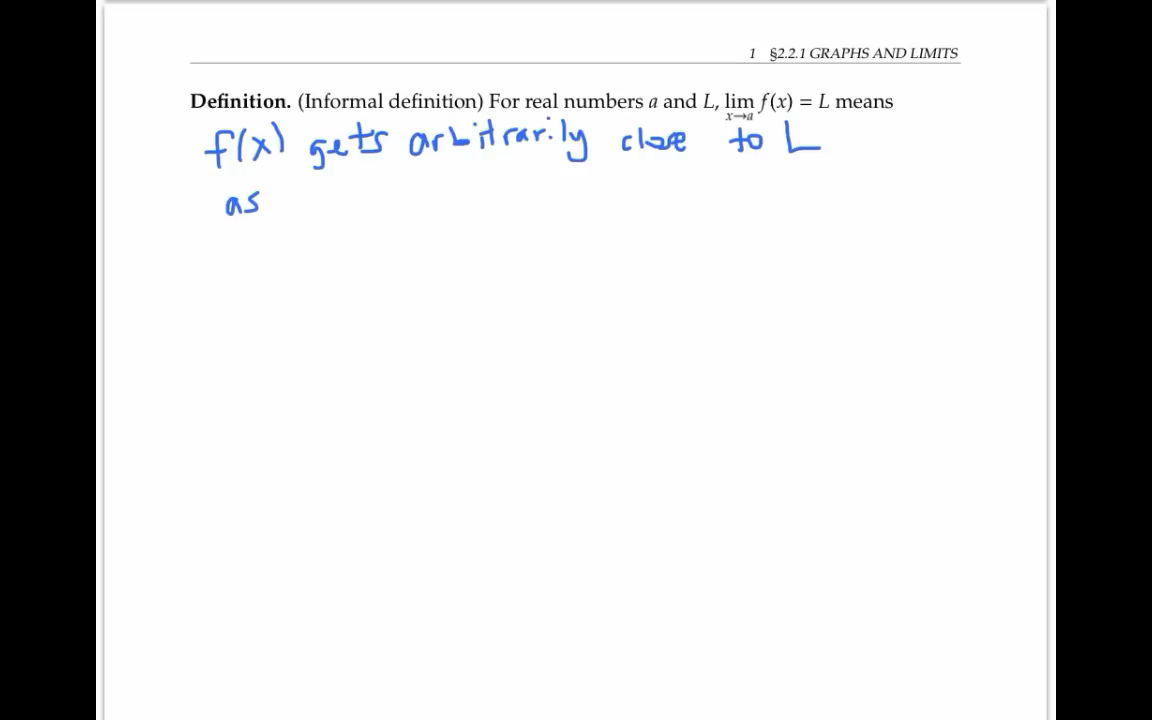 1 §2.2.1 GRAPHS AND LIMITS
Definition. (Informal definition) For real numbers a and L, lim f(x) = L means
x→a
f(x) gets arbitrarily close to L
as